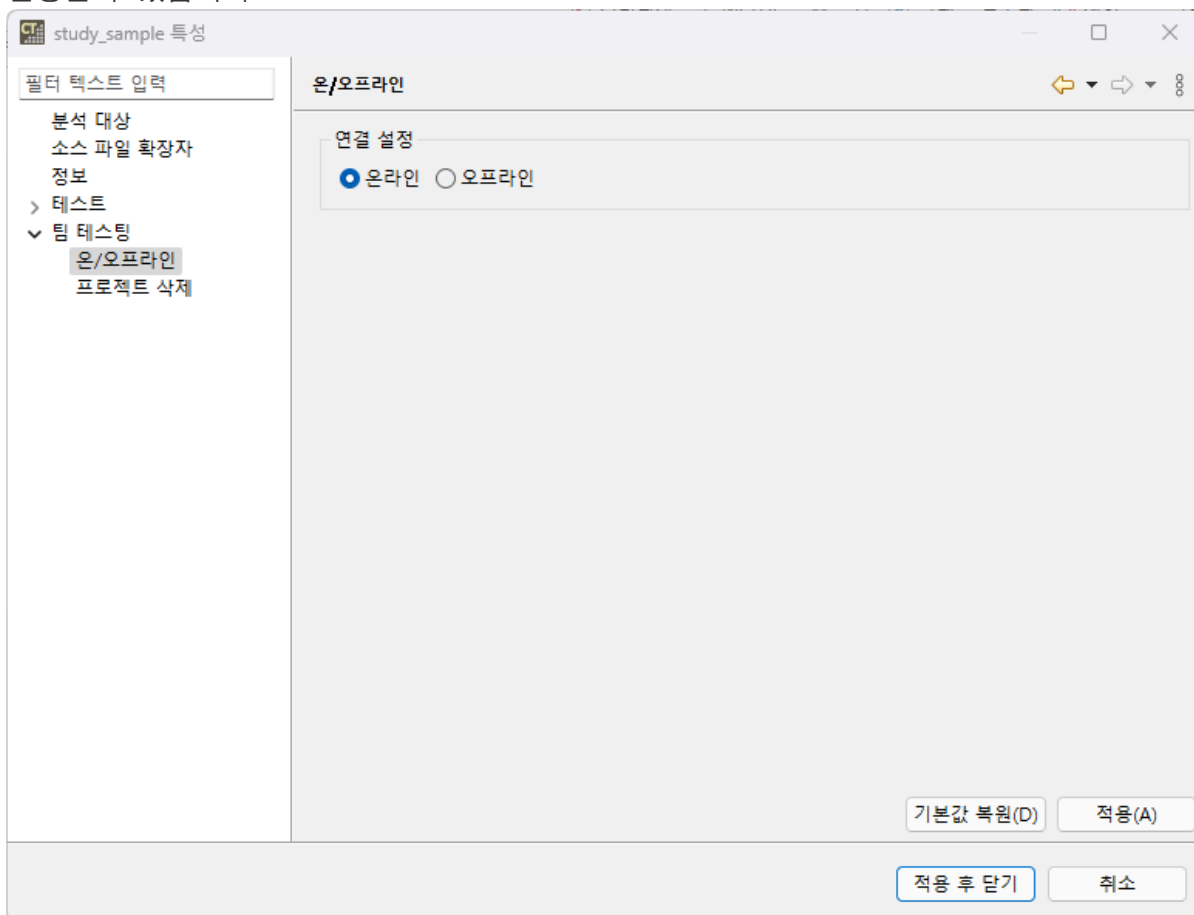 study_sample 특성
필터 텍스트 입력
온/오프라인
분석 대상
소스 파일 확장자
정보
테스트
팀 테스팅
온/오프라인
프로젝트 삭제
연결 설정
온라인 오프라인
기본값 복원(D) 적용(A)
적용 후 닫기 취소